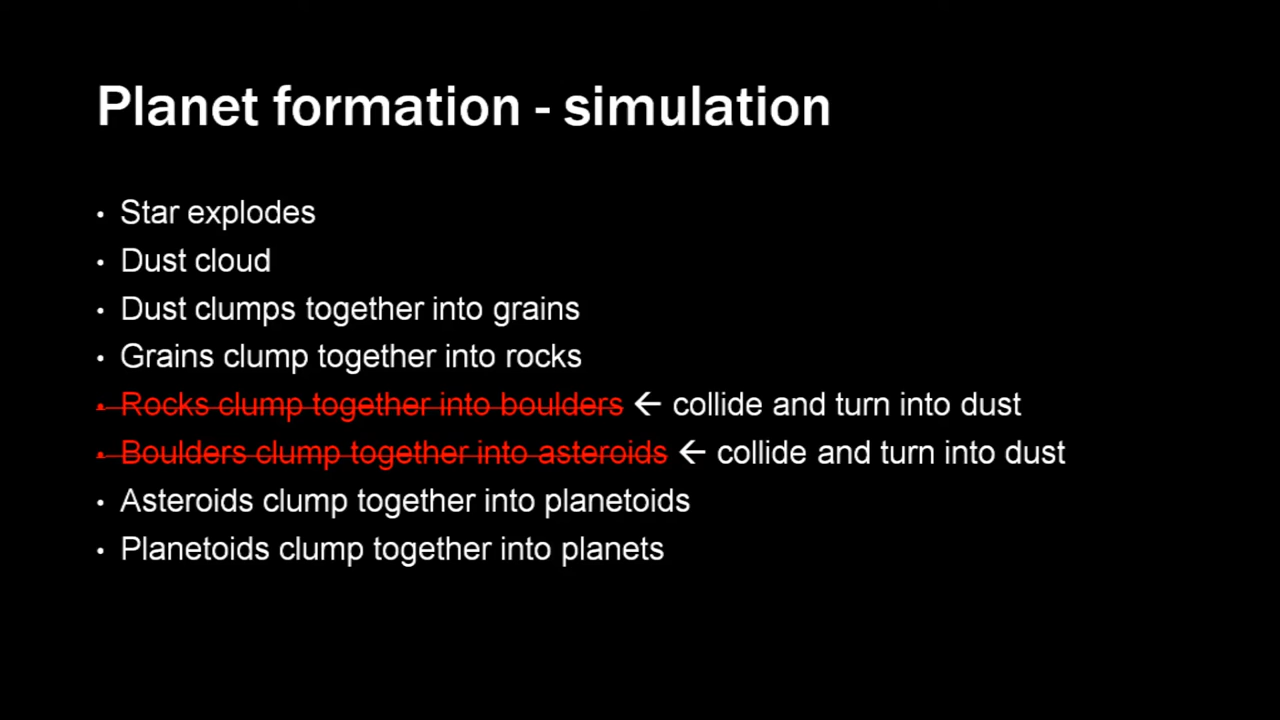 Planet formation - simulation
• Star explodes
• Dust cloud
• Dust clumps together into grains
• Grains clump together into rocks
• Rocks clump together into boulders ← collide and turn into dust
• Boulders clump together into asteroids ← collide and turn into dust
• Asteroids clump together into planetoids
• Planetoids clump together into planets